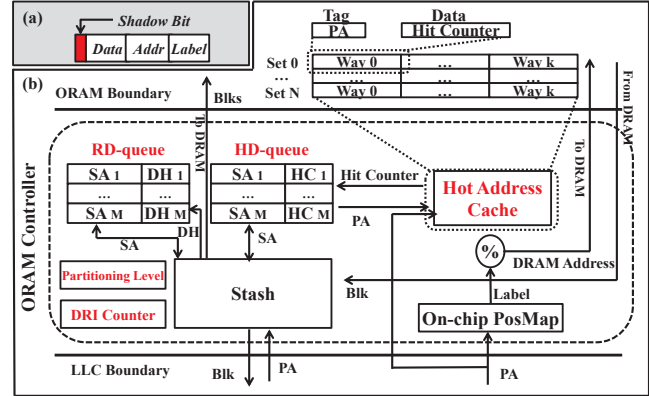 (a)
Shadow Bit
Data Addr Label
Tag Data
PA Hit Counter
Set 0 Way 0 ... Way k
... ... ...
Set N Way 0 ... Way k
(b)
ORAM Boundary
Blks
To DRAM
From DRAM
To DRAM
ORAM Controller
RD-queue HD-queue
SA 1 DH 1 SA 1 HC 1
... ... ... ...
SA M DH M SA M HC M
Hit Counter
PA
Hot Address
Cache
DH
SA SA
%
DRAM Address
Partitioning Level
DRI Counter
Stash
Blk
Label
On-chip PosMap
LLC Boundary
Blk PA PA